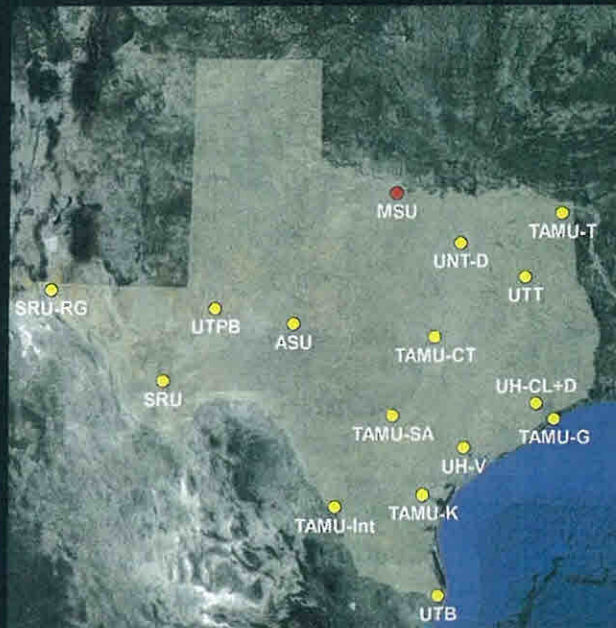 MSU
TAMU-T
UNT-D
UTT
SRU-RG
UTPB
ASU
TAMU-CT
SRU
UH-CL+D
TAMU-SA
TAMU-G
UH-V
TAMU-K
TAMU-Int
UTB